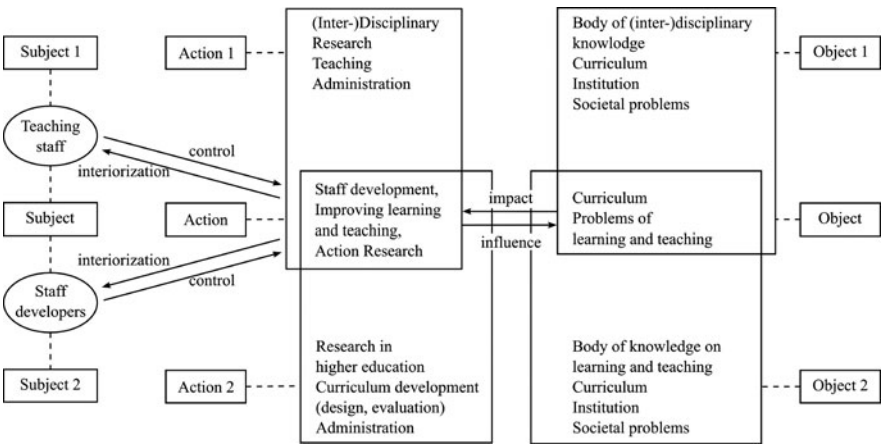 Subject 1
Action 1
(Inter-)Disciplinary
Research
Teaching
Administration
Body of (inter-)disciplinary
knowledge
Curriculum
Institution
Societal problems
Object 1
Teaching
staff
control
interiorization
Subject
Action
Staff development,
Improving learning
and teaching,
Action Research
impact
influence
Curriculum
Problems of
learning and teaching
Object
interiorization
control
Staff
developers
Subject 2
Action 2
Research in
higher education
Curriculum development
(design, evaluation)
Administration
Body of knowledge on
learning and teaching
Curriculum
Institution
Societal problems
Object 2